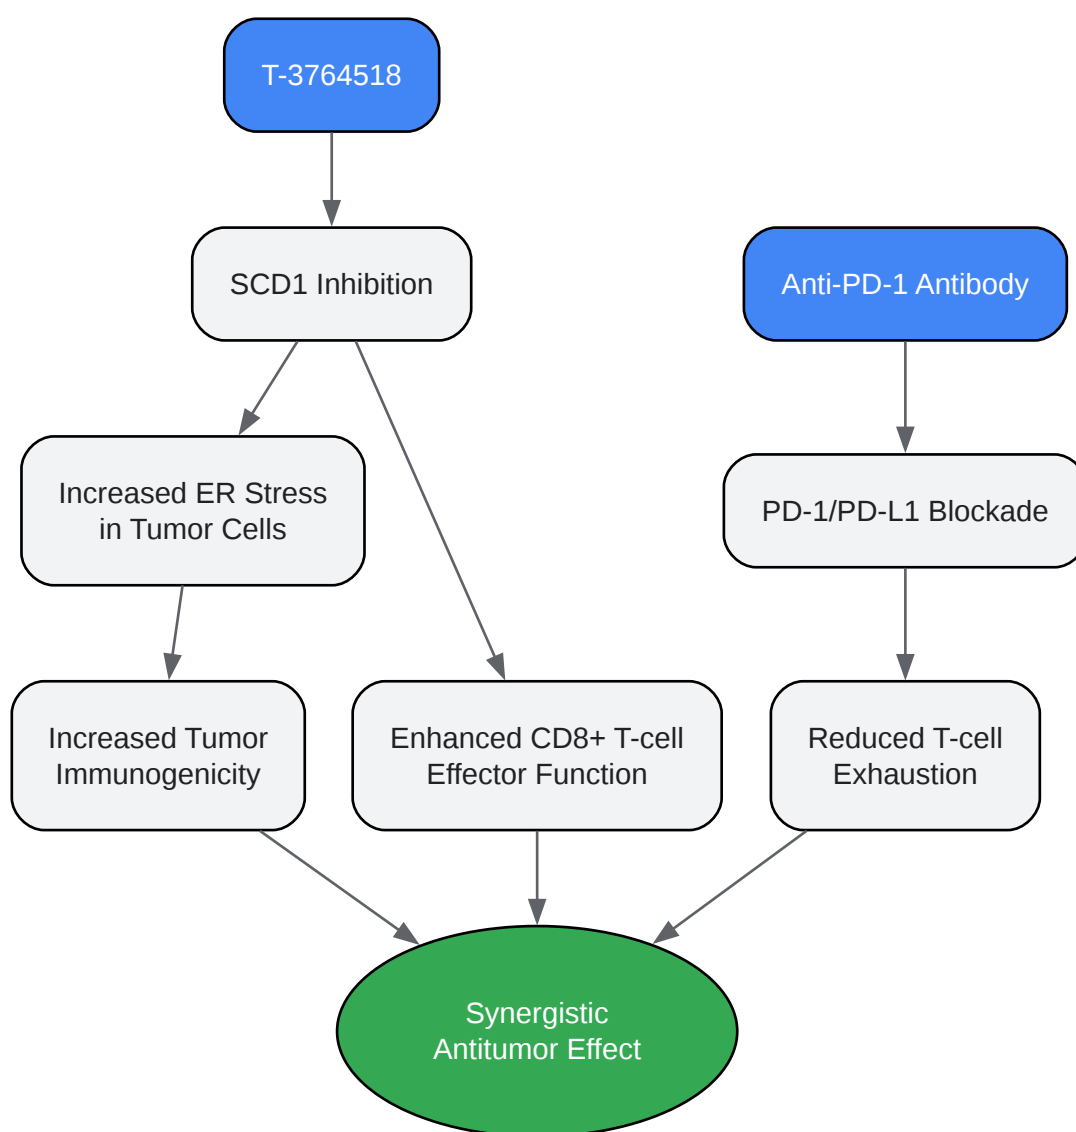 T-3764518
SCD1 Inhibition
Anti-PD-1 Antibody
Increased ER Stress
in Tumor Cells
PD-1/PD-L1 Blockade
Increased Tumor
Immunogenicity
Enhanced CD8+ T-cell
Effector Function
Reduced T-cell
Exhaustion
Synergistic
Antitumor Effect